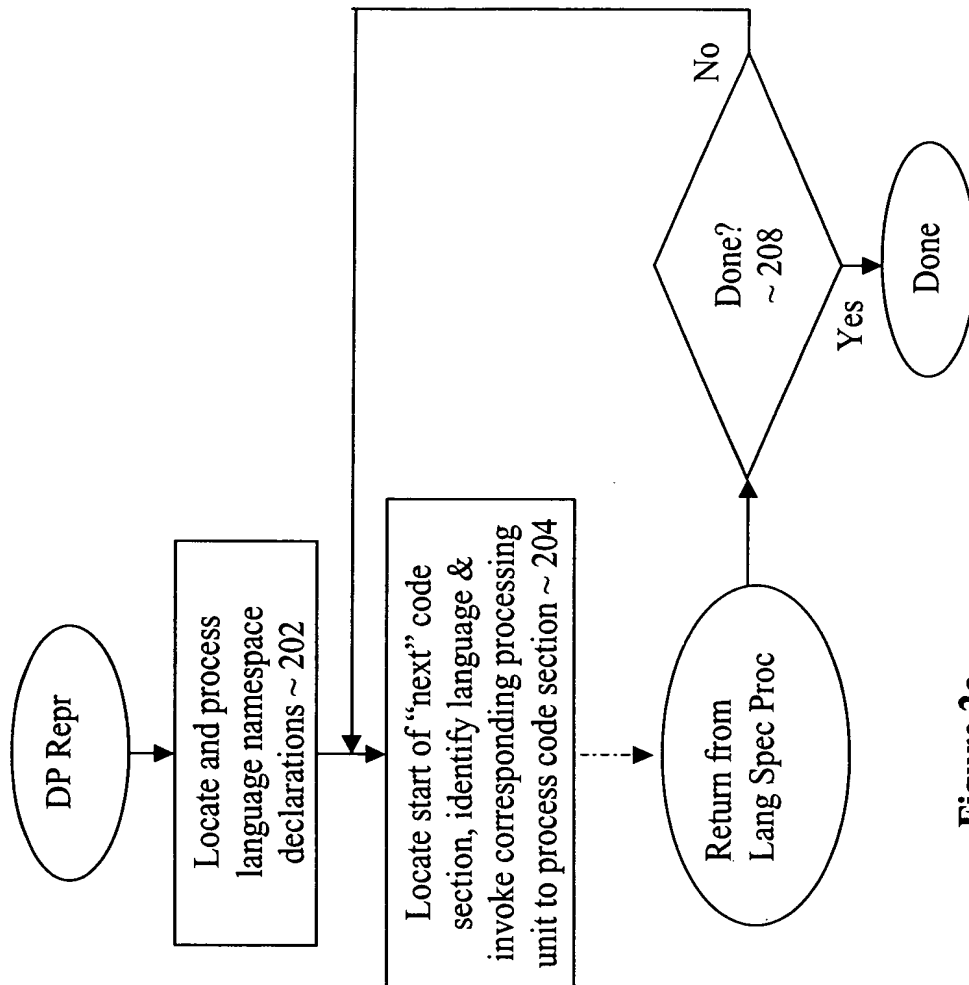 DP Repr
Locate and process
language namespace
declarations ~ 202
Locate start of “next” code
section, identify language &
invoke corresponding processing
unit to process code section ~ 204
Return from
Lang Spec Proc
Done?
~ 208
No
Yes
Done
Figure